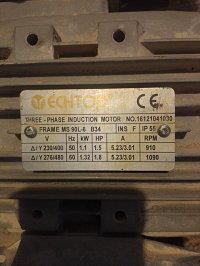 TECHTOP CE
THREE - PHASE INDUCTION MOTOR NO.16121041030
FRAME MS 90L-6 B34 INS F IP 55
V Hz kW HP A RPM
Δ/Y 230/400 50 1.1 1.5 5.23/3.01 910
Δ/Y 276/480 60 1.32 1.8 5.23/3.01 1090